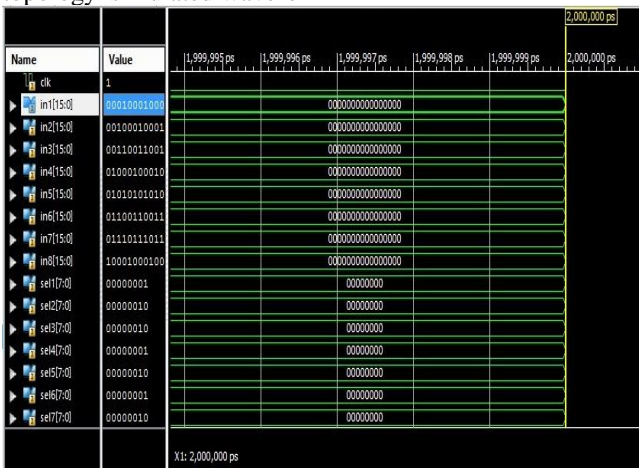 topology simulated
2,000,000 ps
Name Value 1,999,995 ps 1,999,996 ps 1,999,997 ps 1,999,998 ps 1,999,999 ps 2,000,000 ps
clk 1
in1[15:0] 00010001000 0000000000000000
in2[15:0] 00100010001 0000000000000000
in3[15:0] 00110011001 0000000000000000
in4[15:0] 01000100010 0000000000000000
in5[15:0] 01010101010 0000000000000000
in6[15:0] 01100110011 0000000000000000
in7[15:0] 01110111011 0000000000000000
in8[15:0] 10001000100 0000000000000000
sel1[7:0] 00000001 00000000
sel2[7:0] 00000010 00000000
sel3[7:0] 00000010 00000000
sel4[7:0] 00000001 00000000
sel5[7:0] 00000010 00000000
sel6[7:0] 00000001 00000000
sel7[7:0] 00000010 00000000
X1: 2,000,000 ps